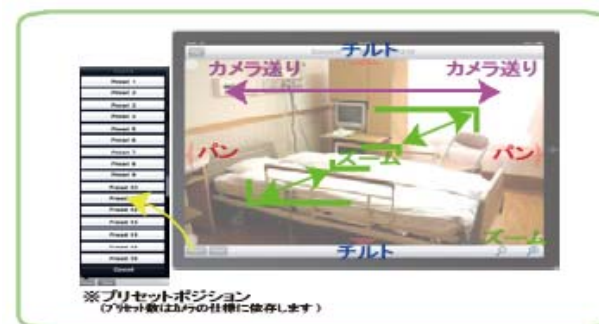 チルト
カメラ送り
カメラ送り
Preset 1
Preset 2
Preset 3
Preset 4
Preset 5
Preset 6
Preset 7
Preset 8
Preset 9
Preset 10
Preset
Preset 12
Preset 13
Preset 14
Preset 15
Preset 16
Cancel
パン
ズーム
パン
ズーム
チルト
※プリセットポジション
(プリセット数はカメラの仕様に依存します)